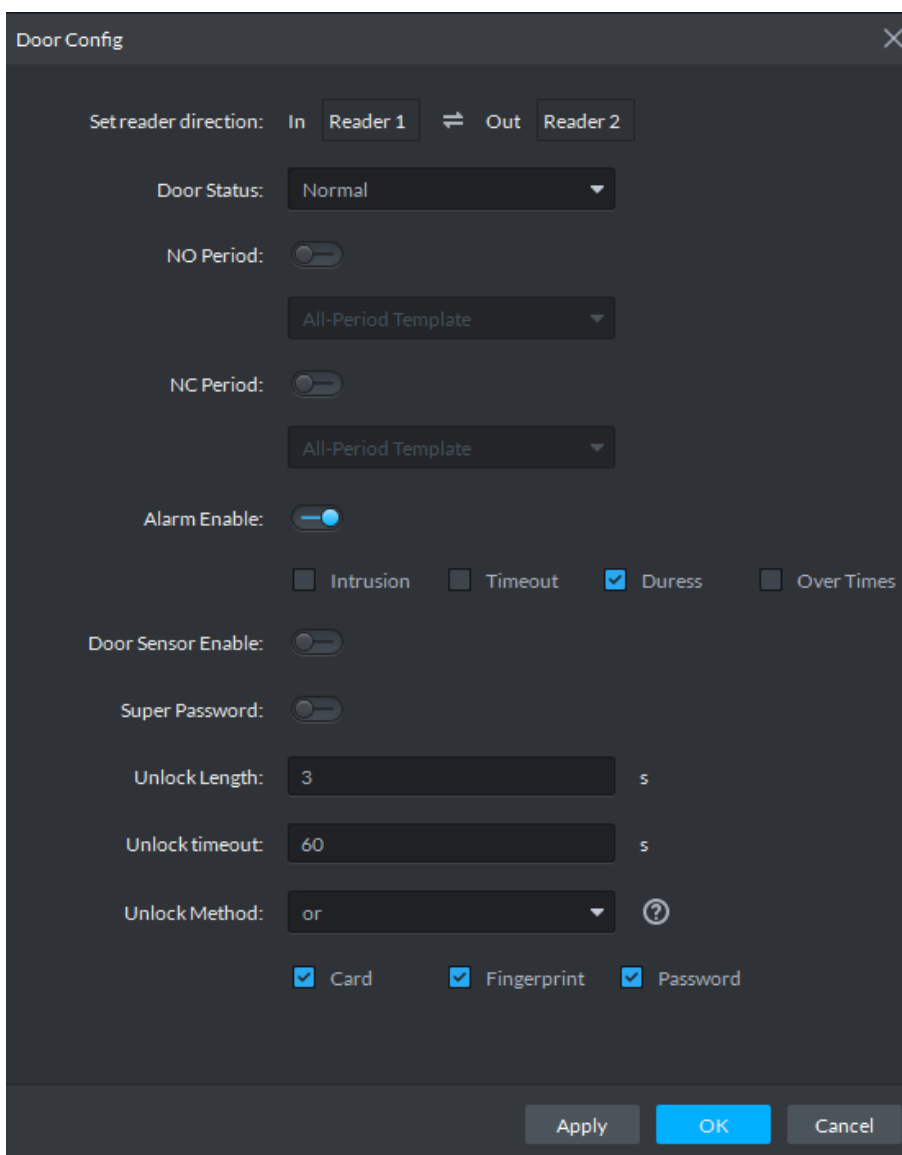 Door Config
Set reader direction: In Reader 1 Out Reader 2
Door Status: Normal
NO Period:
All-Period Template
NC Period:
All-Period Template
Alarm Enable:
Intrusion Timeout Duress Over Times
Door Sensor Enable:
Super Password:
Unlock Length: 3 s
Unlock timeout: 60 s
Unlock Method: or ?
Card Fingerprint Password
Apply OK Cancel